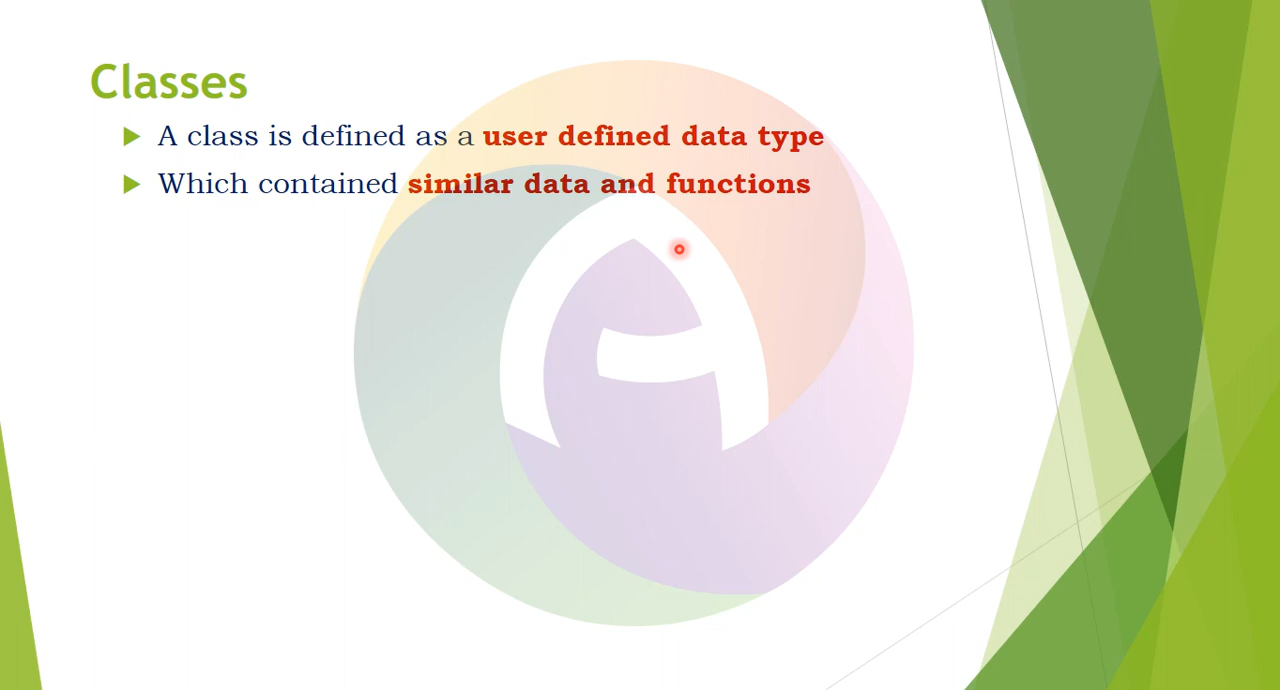 Classes
A class is defined as a user defined data type
Which contained similar data and functions